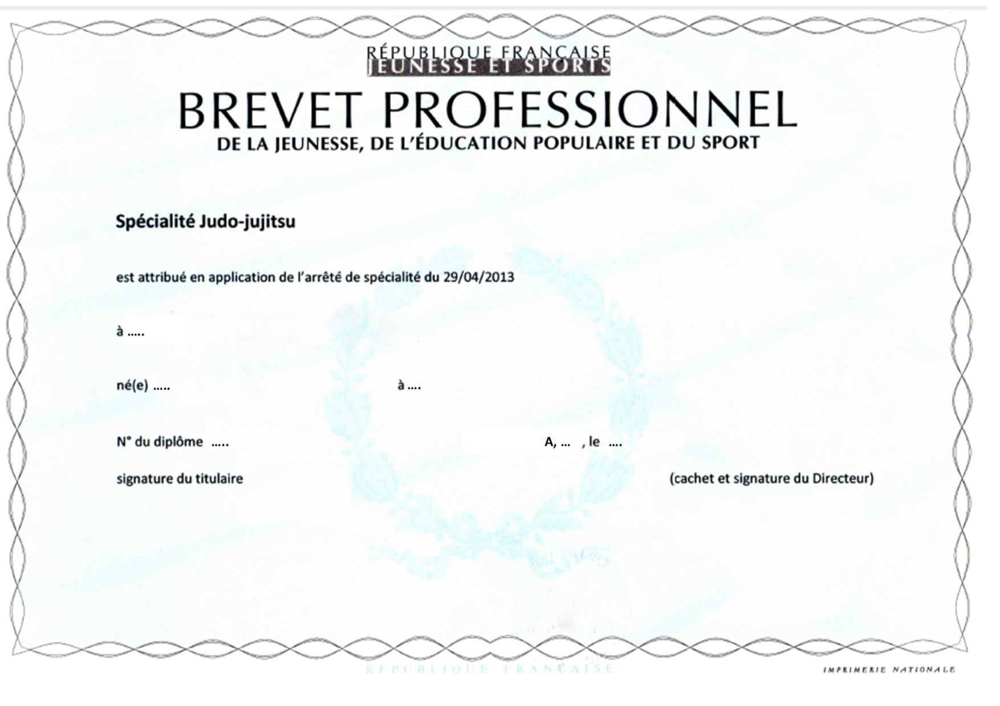 RÉPUBLIQUE FRANÇAISE
JEUNESSE ET SPORTS
BREVET PROFESSIONNEL
DE LA JEUNESSE, DE L'ÉDUCATION POPULAIRE ET DU SPORT
Spécialité Judo-jujitsu
est attribué en application de l'arrêté de spécialité du 29/04/2013
à .....
né(e) ..... à ....
N° du diplôme ..... A, ... , le ....
signature du titulaire (cachet et signature du Directeur)
RÉPUBLIQUE FRANÇAISE IMPRIMERIE NATIONALE